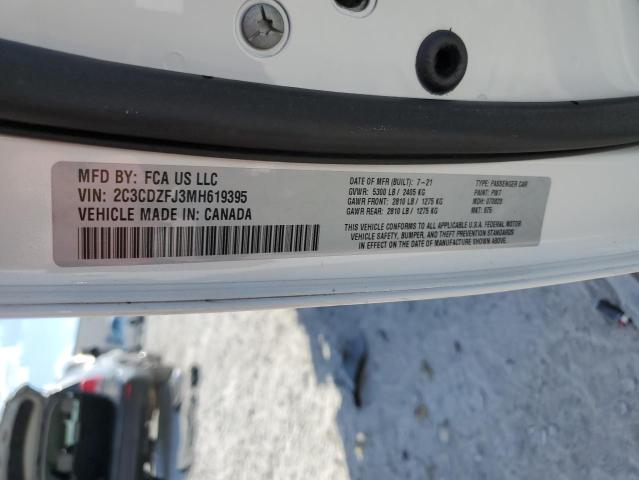 MFD BY: FCA US LLC
VIN: 2C3CDZFJ3MH619395
VEHICLE MADE IN: CANADA
DATE OF MFR (BUILT): 7-21
GVWR: 5300 LB / 2405 KG
GAWR FRONT: 2810 LB / 1275 KG
GAWR REAR: 2810 LB / 1275 KG
TYPE: PASSENGER CAR
PAINT: PW7
MDH: 070820
MKT:
THIS VEHICLE CONFORMS TO ALL APPLICABLE U.S.A. FEDERAL MOTOR
VEHICLE SAFETY, BUMPER, AND THEFT PREVENTION STANDARDS
IN EFFECT ON THE DATE OF MANUFACTURE SHOWN ABOVE.